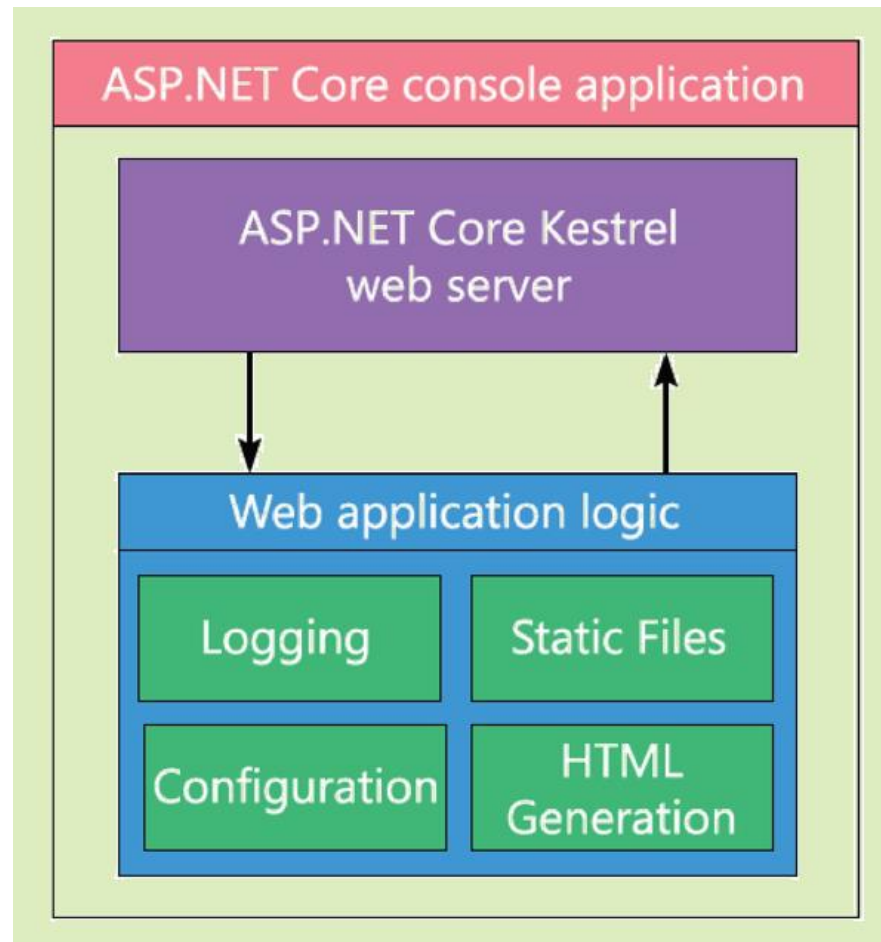 ASP.NET Core console application
ASP.NET Core Kestrel
web server
Web application logic
Logging
Static Files
Configuration
HTML
Generation